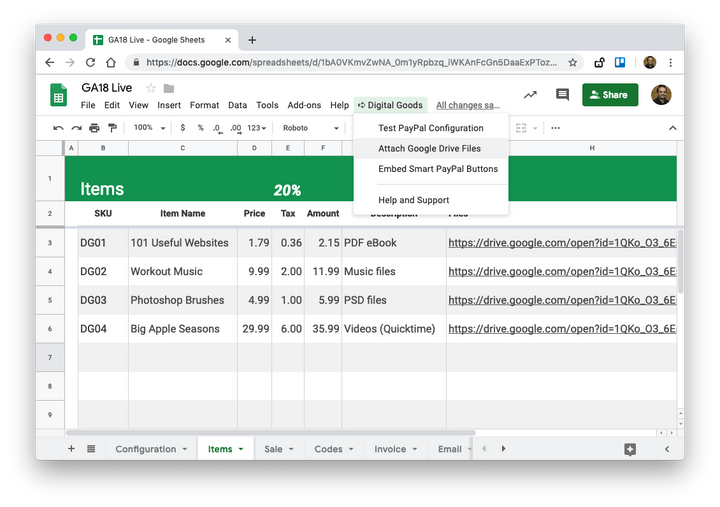 GA18 Live - Google Sheets
https://docs.google.com/spreadsheets/d/1bA0VKmvZwNA_0m1yRpbzq_iWKAnFcGn5DaaExPToz...
GA18 Live
File Edit View Insert Format Data Tools Add-ons Help Digital Goods All changes sa...
Share
100% $ % .0 .00 123 Roboto
Test PayPal Configuration
Attach Google Drive Files
Embed Smart PayPal Buttons
Help and Support
A B C D E F H
1 Items 20%
2 SKU Item Name Price Tax Amount Description Files
3 DG01 101 Useful Websites 1.79 0.36 2.15 PDF eBook https://drive.google.com/open?id=1QKo_O3_6E
4 DG02 Workout Music 9.99 2.00 11.99 Music files https://drive.google.com/open?id=1QKo_O3_6E
5 DG03 Photoshop Brushes 4.99 1.00 5.99 PSD files https://drive.google.com/open?id=1QKo_O3_6E
6 DG04 Big Apple Seasons 29.99 6.00 35.99 Videos (Quicktime) https://drive.google.com/open?id=1QKo_O3_6E
7
8
9
Configuration Items Sale Codes Invoice Email